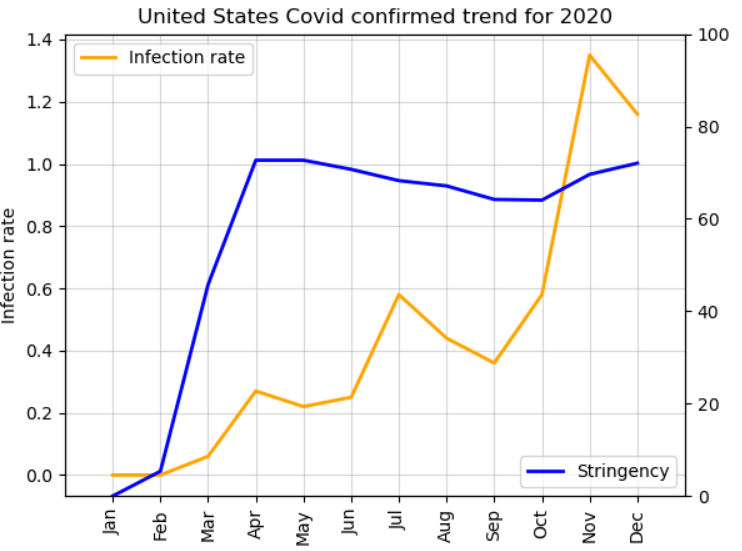 United States Covid confirmed trend for 2020
Infection rate
Stringency
Infection rate
1.4
1.2
1.0
0.8
0.6
0.4
0.2
0.0
100
80
60
40
20
0
Jan
Feb
Mar
Apr
May
Jun
Jul
Aug
Sep
Oct
Nov
Dec